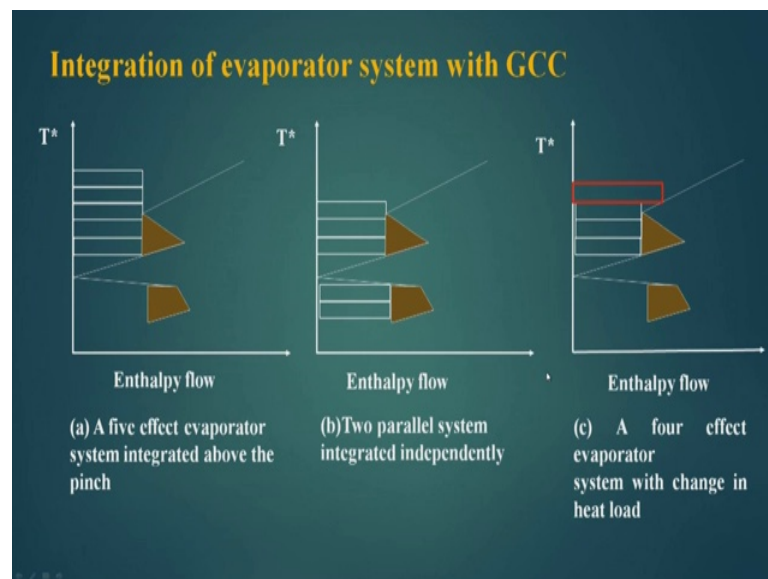 Integration of evaporator system with GCC
T*
T*
T*
Enthalpy flow
Enthalpy flow
Enthalpy flow
(a) A five effect evaporator
system integrated above the
pinch
(b)Two parallel system
integrated independently
(c) A four effect
evaporator
system with change in
heat load